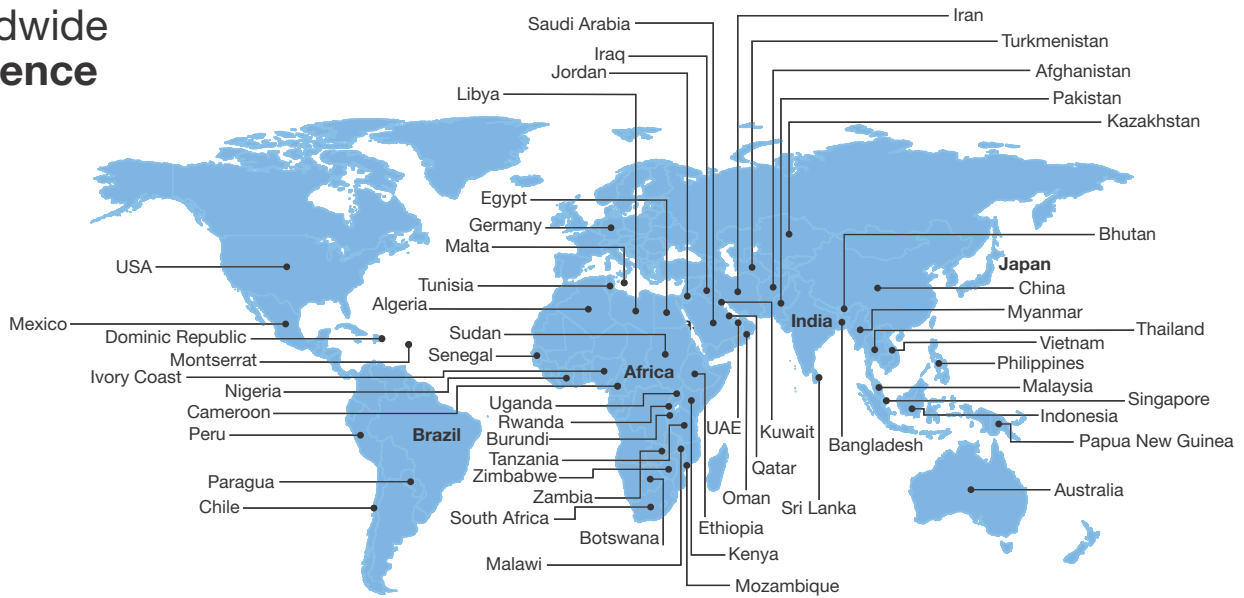 dwide
ence
Saudi Arabia
Iran
Iraq
Turkmenistan
Jordan
Afghanistan
Libya
Pakistan
Kazakhstan
Egypt
Germany
Malta
Bhutan
USA
Japan
Tunisia
China
Algeria
Myanmar
Mexico
India
Dominic Republic
Sudan
Thailand
Montserrat
Senegal
Vietnam
Ivory Coast
Africa
Philippines
Nigeria
Malaysia
Cameroon
Uganda
Singapore
Rwanda
Indonesia
Peru
Brazil
Burundi
UAE
Kuwait
Bangladesh
Papua New Guinea
Tanzania
Zimbabwe
Qatar
Paragua
Zambia
Oman
Australia
Chile
South Africa
Sri Lanka
Botswana
Ethiopia
Malawi
Kenya
Mozambique